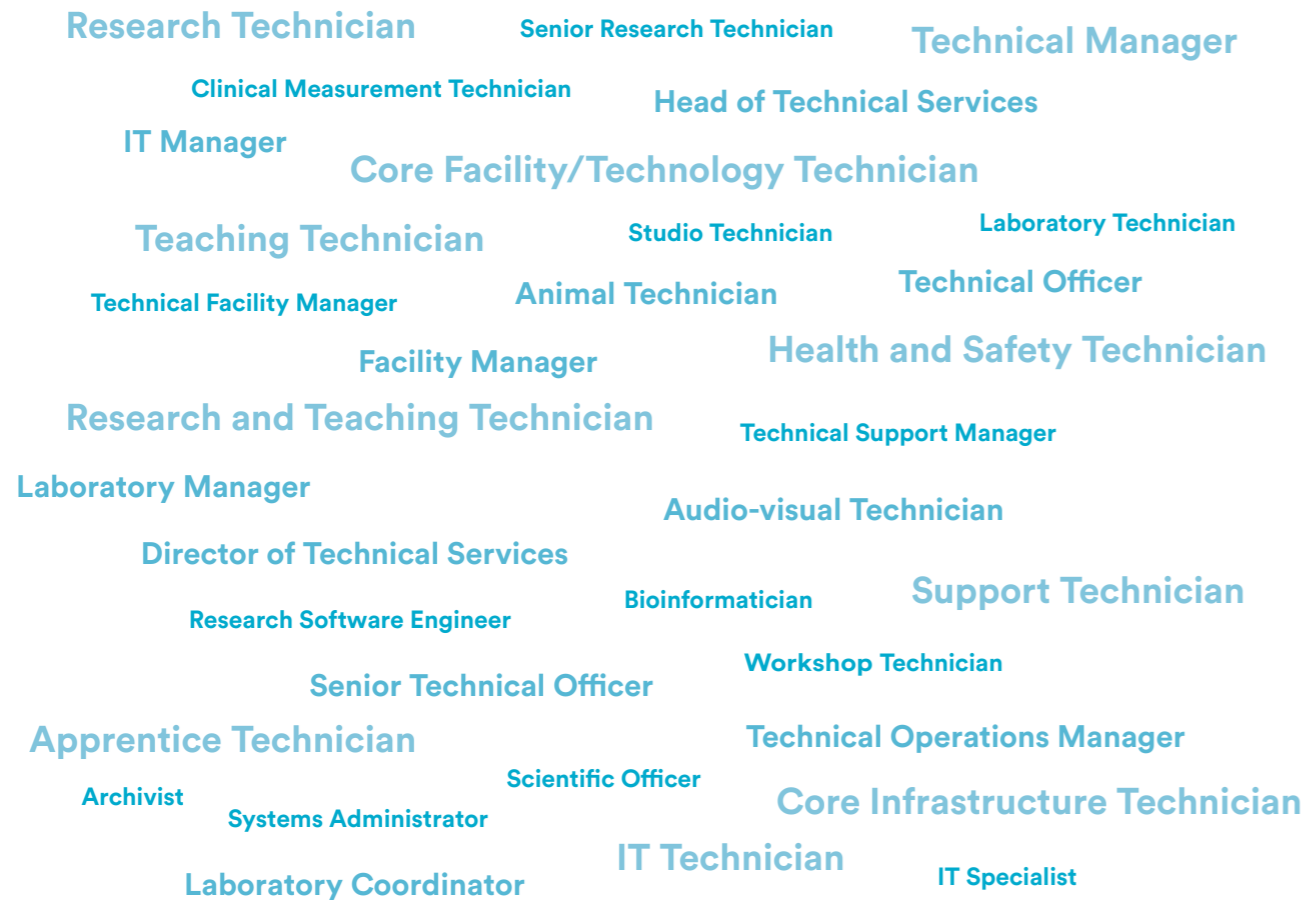 Research Technician
Senior Research Technician
Technical Manager
Clinical Measurement Technician
Head of Technical Services
IT Manager
Core Facility/Technology Technician
Teaching Technician
Studio Technician
Laboratory Technician
Technical Facility Manager
Animal Technician
Technical Officer
Facility Manager
Health and Safety Technician
Research and Teaching Technician
Technical Support Manager
Laboratory Manager
Audio-visual Technician
Director of Technical Services
Bioinformatician
Support Technician
Research Software Engineer
Workshop Technician
Senior Technical Officer
Apprentice Technician
Technical Operations Manager
Scientific Officer
Archivist
Systems Administrator
Core Infrastructure Technician
IT Technician
Laboratory Coordinator
IT Specialist